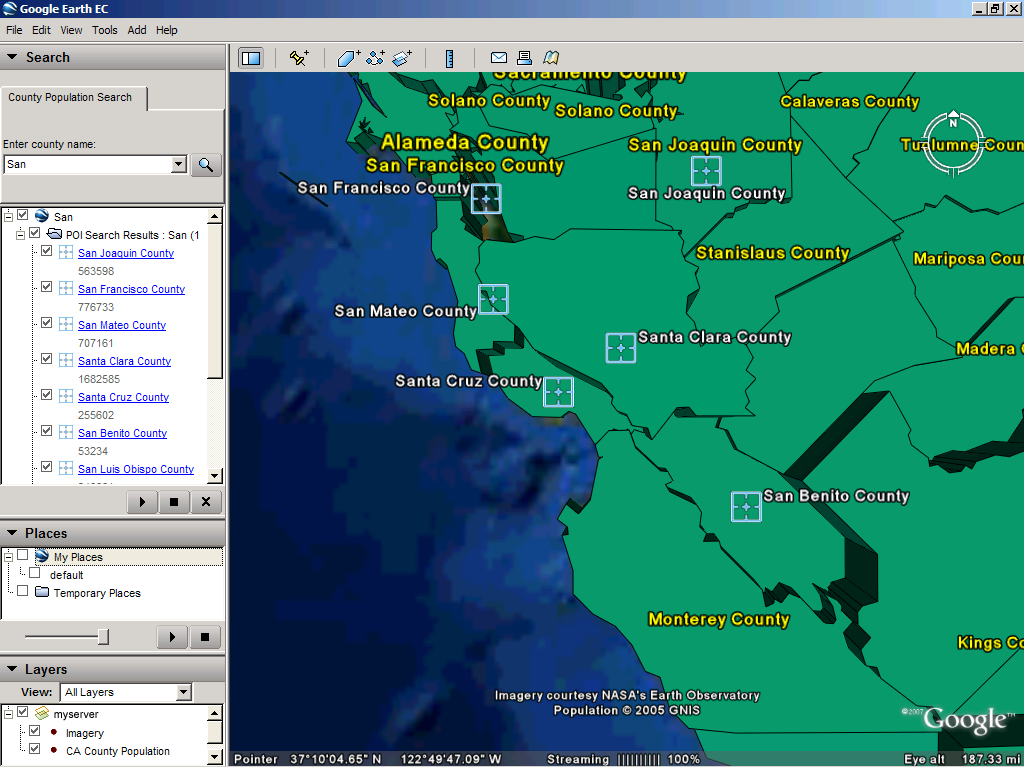 Google Earth EC
File Edit View Tools Add Help
Search
County Population Search
Enter county name:
San
San
POI Search Results : San (1
San Joaquin County
563598
San Francisco County
776733
San Mateo County
707161
Santa Clara County
1682585
Santa Cruz County
255602
San Benito County
53234
San Luis Obispo County
Places
My Places
default
Temporary Places
Layers
View: All Layers
myserver
Imagery
CA County Population
Sacramento County
Solano County
Solano County
Calaveras County
Alameda County
San Joaquin County
N
Tuolumne Coun
San Francisco County
San Francisco County
San Joaquin County
Stanislaus County
Mariposa Cou
San Mateo County
Santa Clara County
Madera C
Santa Cruz County
San Benito County
Monterey County
Kings Co
Imagery courtesy NASA's Earth Observatory
Population © 2005 GNIS
©2007 Google™
Pointer 37°10'04.65" N 122°49'47.09" W Streaming |||||||||| 100% Eye alt 187.33 mi